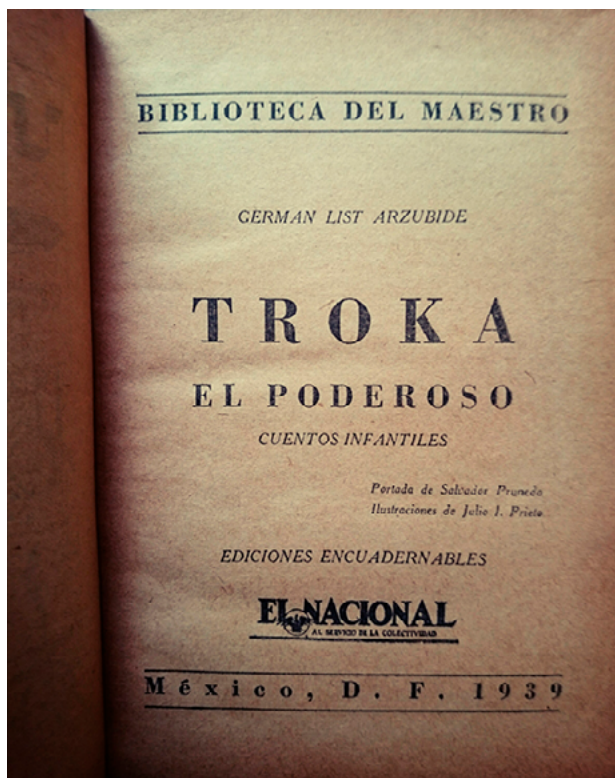 BIBLIOTECA DEL MAESTRO
GERMAN LIST ARZUBIDE
TROKA
EL PODEROSO
CUENTOS INFANTILES
Portada de Salvador Pruneda
Ilustraciones de Julio I. Prieto
EDICIONES ENCUADERNABLES
EL NACIONAL
AL SERVICIO DE LA COLECTIVIDAD
México, D. F. 1939